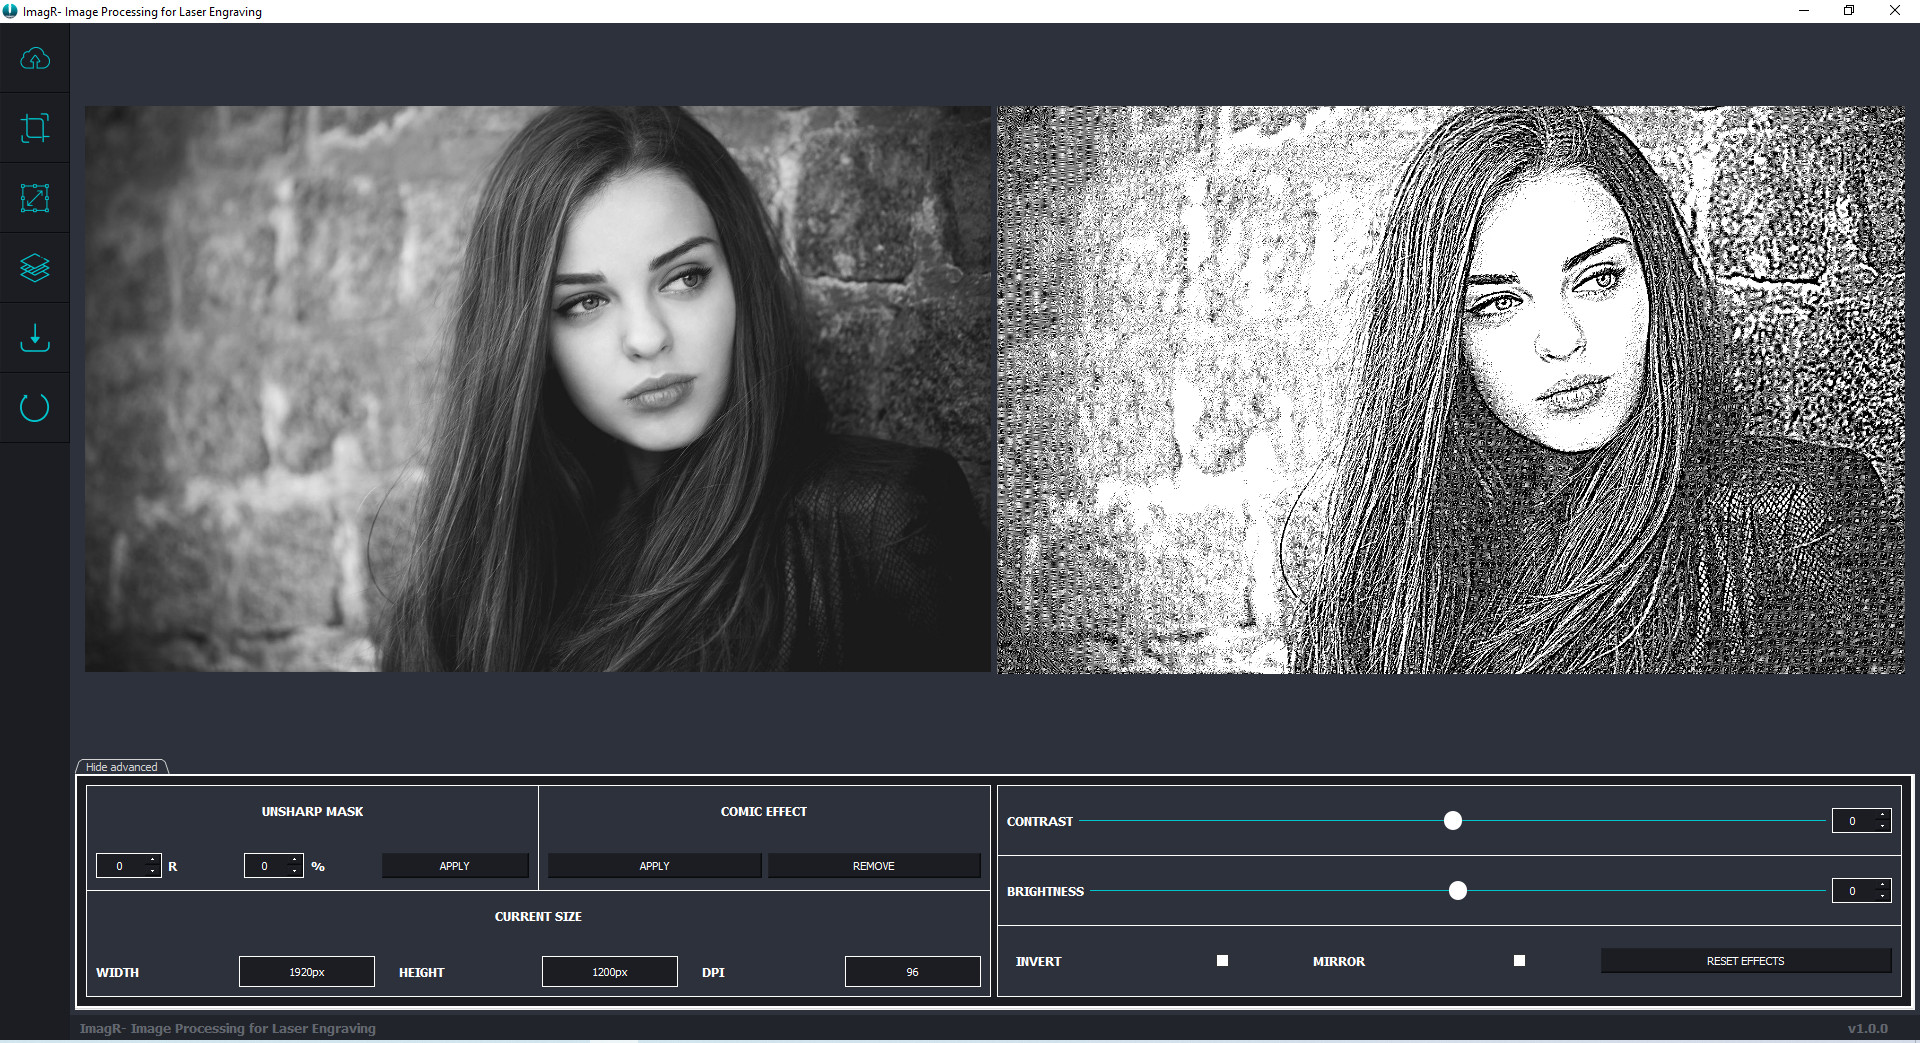 ImagR- Image Processing for Laser Engraving
Hide advanced
UNSHARP MASK
0 R 0 % APPLY
COMIC EFFECT
APPLY REMOVE
CURRENT SIZE
WIDTH 1920px HEIGHT 1200px DPI 96
CONTRAST 0
BRIGHTNESS 0
INVERT MIRROR RESET EFFECTS
ImagR- Image Processing for Laser Engraving v1.0.0